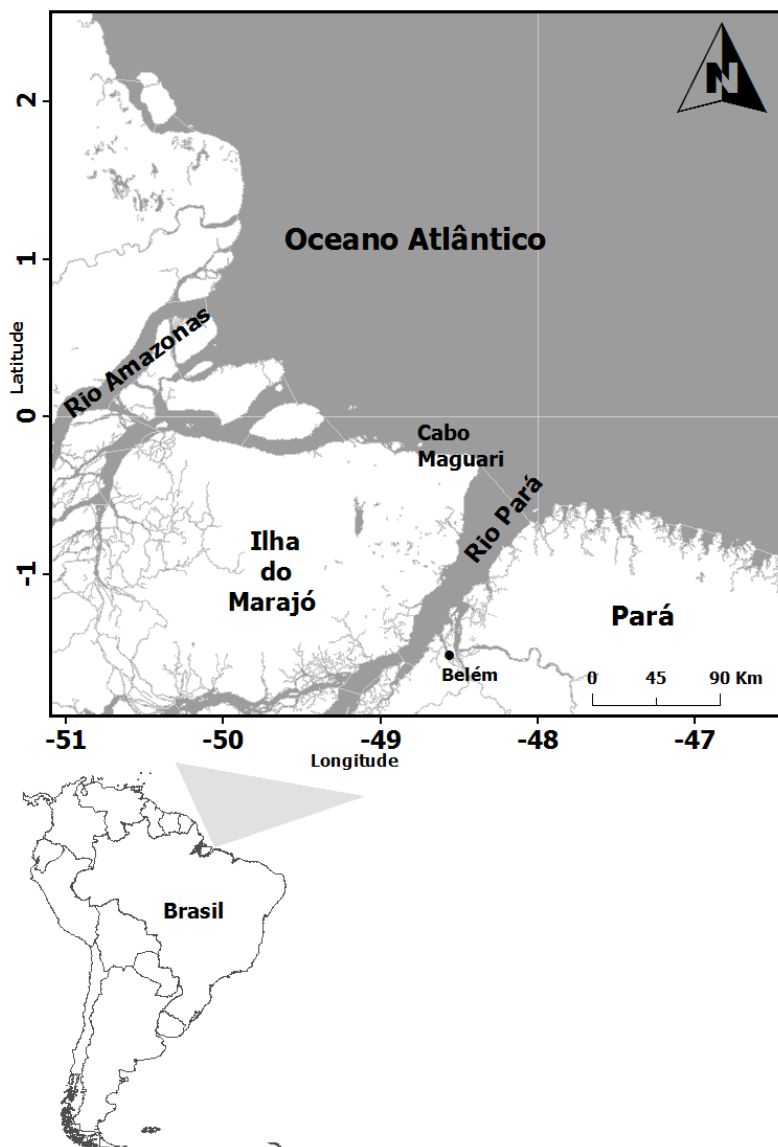 N
2
Oceano Atlântico
1
Latitude
Rio Amazonas
0
Cabo
Maguari
Rio Pará
Ilha
do
Marajó
-1
Pará
Belém
0 45 90 Km
-51 -50 -49 -48 -47
Longitude
Brasil